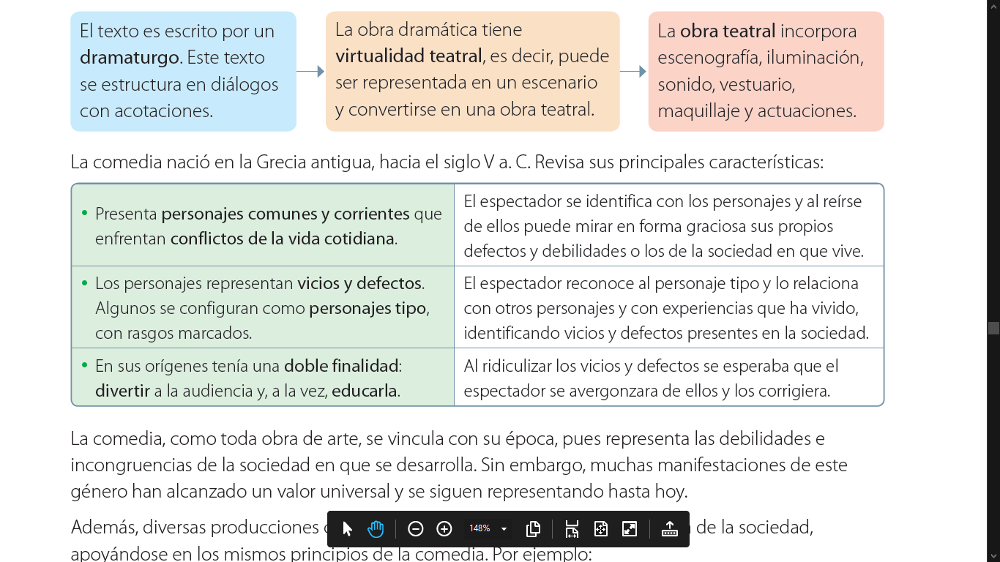 El texto es escrito por un
dramaturgo. Este texto
se estructura en diálogos
con acotaciones.
La obra dramática tiene
virtualidad teatral, es decir, puede
ser representada en un escenario
y convertirse en una obra teatral.
La obra teatral incorpora
escenografía, iluminación,
sonido, vestuario,
maquillaje y actuaciones.
La comedia nació en la Grecia antigua, hacia el siglo V a. C. Revisa sus principales características:
• Presenta personajes comunes y corrientes que
enfrentan conflictos de la vida cotidiana.
El espectador se identifica con los personajes y al reírse
de ellos puede mirar en forma graciosa sus propios
defectos y debilidades o los de la sociedad en que vive.
• Los personajes representan vicios y defectos.
Algunos se configuran como personajes tipo,
con rasgos marcados.
El espectador reconoce al personaje tipo y lo relaciona
con otros personajes y con experiencias que ha vivido,
identificando vicios y defectos presentes en la sociedad.
• En sus orígenes tenía una doble finalidad:
divertir a la audiencia y, a la vez, educarla.
Al ridiculizar los vicios y defectos se esperaba que el
espectador se avergonzara de ellos y los corrigiera.
La comedia, como toda obra de arte, se vincula con su época, pues representa las debilidades e
incongruencias de la sociedad en que se desarrolla. Sin embargo, muchas manifestaciones de este
género han alcanzado un valor universal y se siguen representando hasta hoy.
Además, diversas producciones de la sociedad,
148%
apoyándose en los mismos principios de la comedia. Por ejemplo: